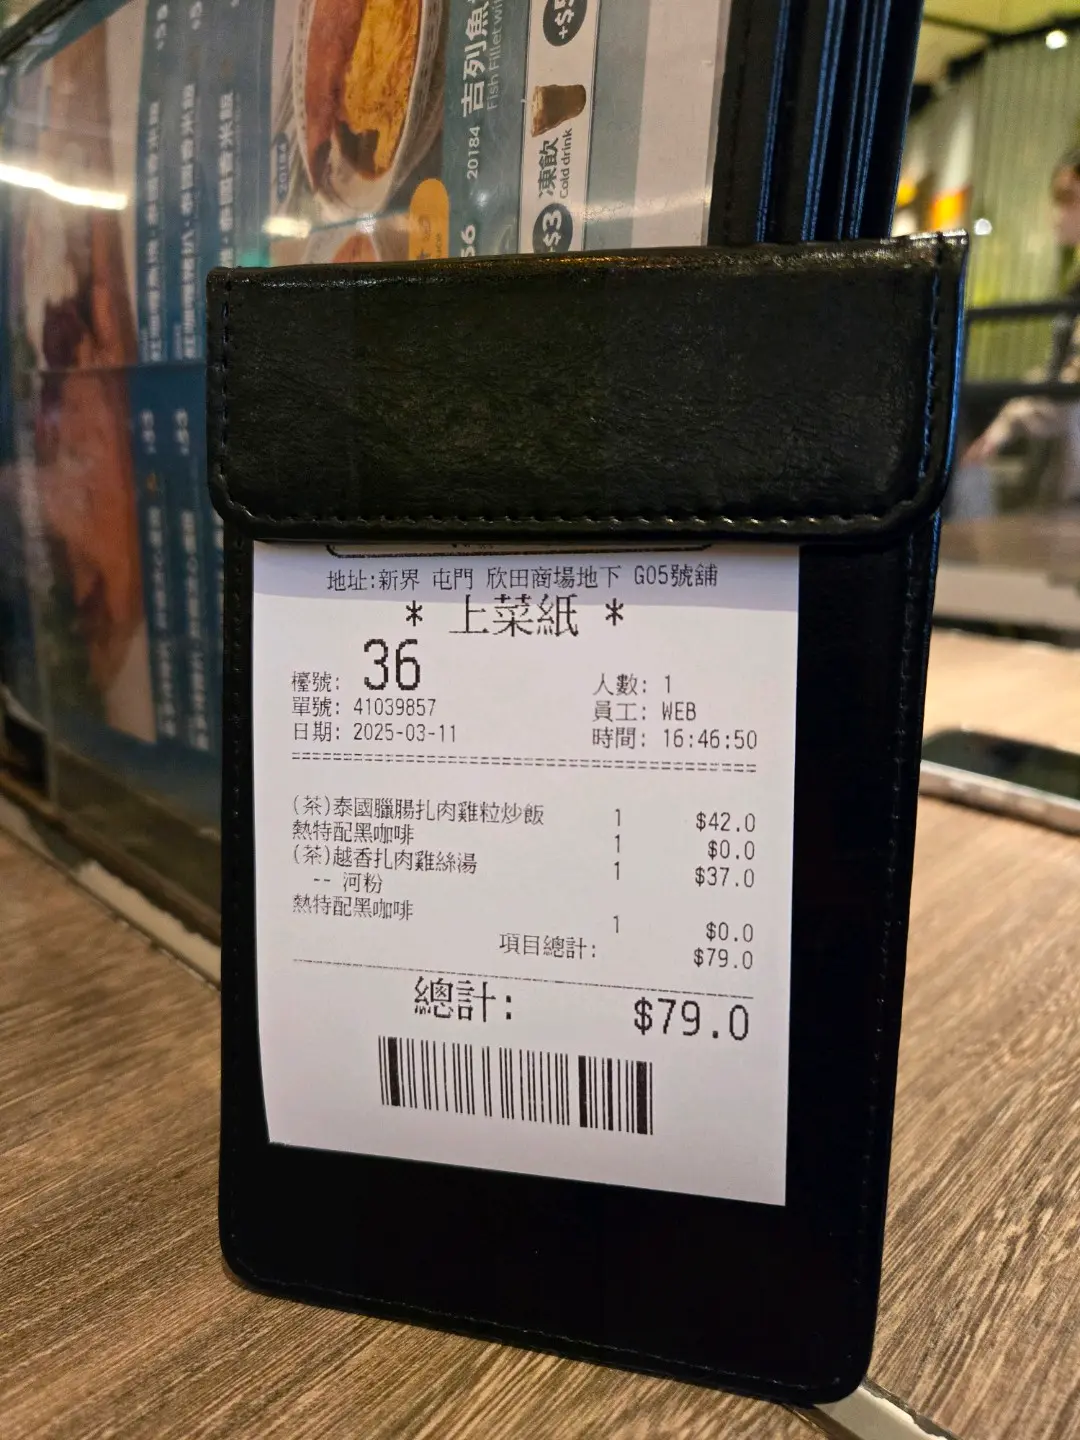 吉列魚
Fish Fillet wi
20184
20184
凍飲
Cold drink
+$3
地址:新界 屯門 欣田商場地下 G05號舖
* 上菜紙 *
檯號: 36
人數: 1
單號: 41039857
員工: WEB
日期: 2025-03-11
時間: 16:46:50
(茶)泰國臘腸扎肉雞粒炒飯 1 $42.0
熱特配黑咖啡 1 $0.0
(茶)越香扎肉雞絲湯 1 $37.0
-- 河粉
熱特配黑咖啡 1 $0.0
項目總計: $79.0
總計: $79.0